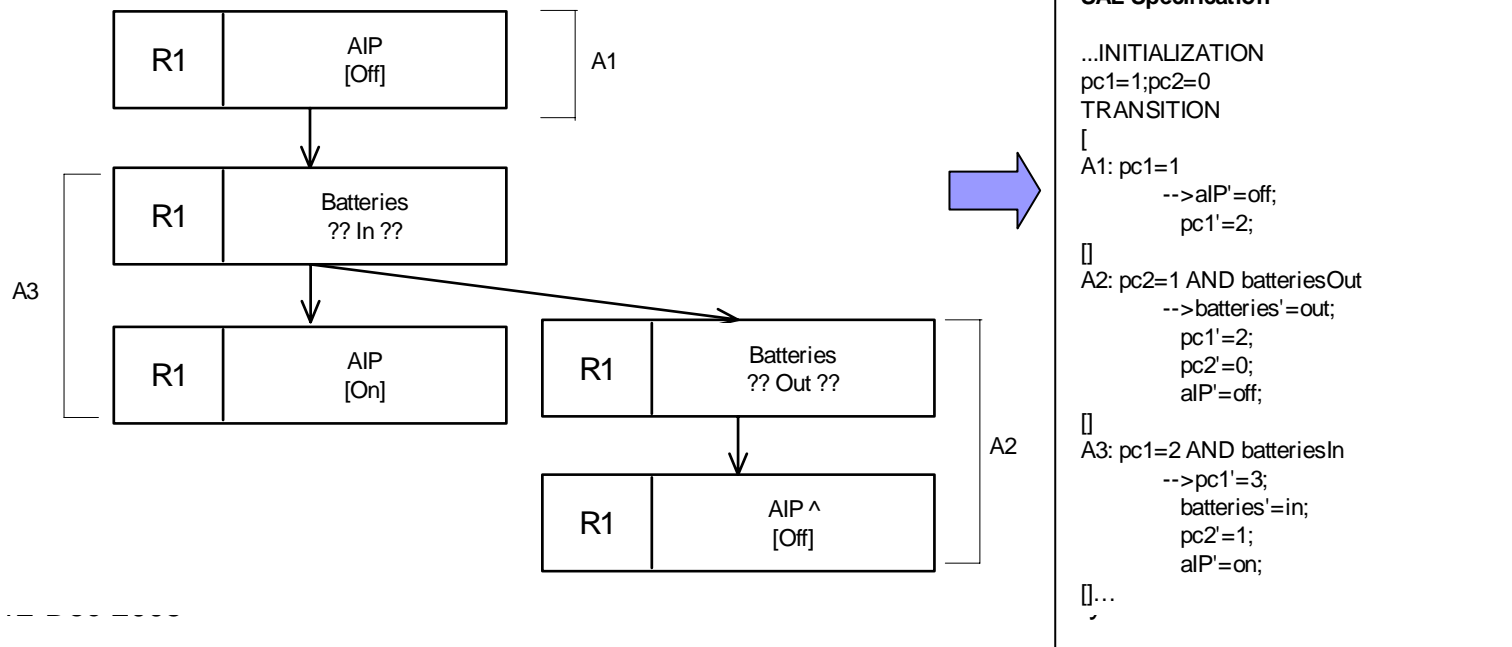 R1
AIP
[Off]
A1
R1
Batteries
?? In ??
A3
R1
AIP
[On]
R1
Batteries
?? Out ??
A2
R1
AIP ^
[Off]
SAL Specification
...INITIALIZATION
pc1=1;pc2=0
TRANSITION
[
A1: pc1=1
-->aIP'=off;
pc1'=2;
[]
A2: pc2=1 AND batteriesOut
-->batteries'=out;
pc1'=2;
pc2'=0;
aIP'=off;
[]
A3: pc1=2 AND batteriesIn
-->pc1'=3;
batteries'=in;
pc2'=1;
aIP'=on;
[]...